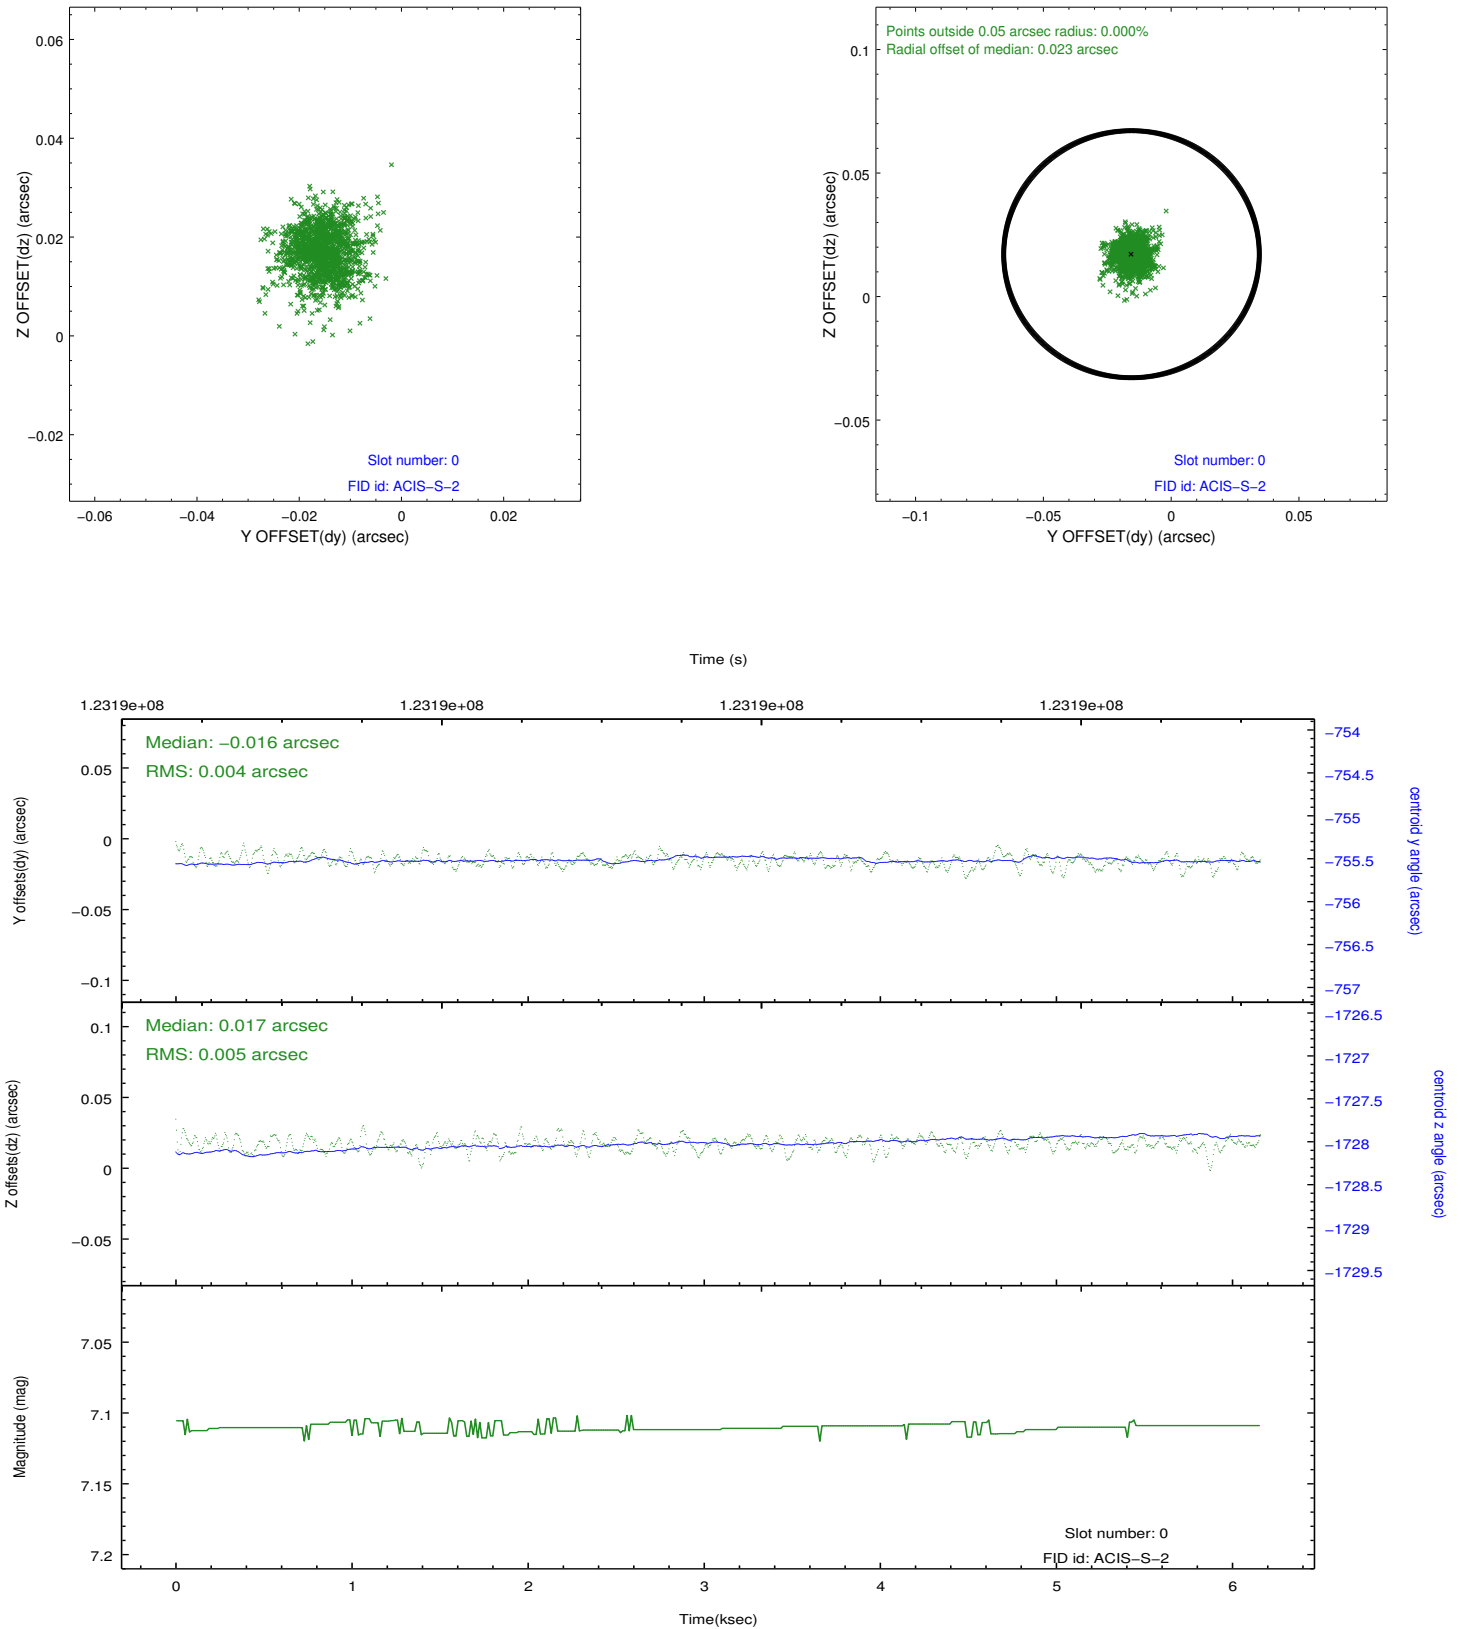 0.06
0.04
0.02
0
−0.02
Z OFFSET(dz) (arcsec)
Slot number: 0
FID id: ACIS−S−2
−0.06 −0.04 −0.02 0 0.02
Y OFFSET(dy) (arcsec)
Points outside 0.05 arcsec radius: 0.000%
Radial offset of median: 0.023 arcsec
0.1
0.05
0
−0.05
Z OFFSET(dz) (arcsec)
Slot number: 0
FID id: ACIS−S−2
−0.1 −0.05 0 0.05
Y OFFSET(dy) (arcsec)
Time (s)
1.2319e+08 1.2319e+08 1.2319e+08 1.2319e+08
Median: −0.016 arcsec
RMS: 0.004 arcsec
0.05
0
−0.05
−0.1
Y offsets(dy) (arcsec)
−754
−754.5
−755
−755.5
−756
−756.5
−757
centroid y angle (arcsec)
Median: 0.017 arcsec
RMS: 0.005 arcsec
0.1
0.05
0
−0.05
Z offsets(dz) (arcsec)
−1726.5
−1727
−1727.5
−1728
−1728.5
−1729
−1729.5
centroid z angle (arcsec)
7.05
7.1
7.15
7.2
Magnitude (mag)
Slot number: 0
FID id: ACIS−S−2
0 1 2 3 4 5 6
Time(ksec)